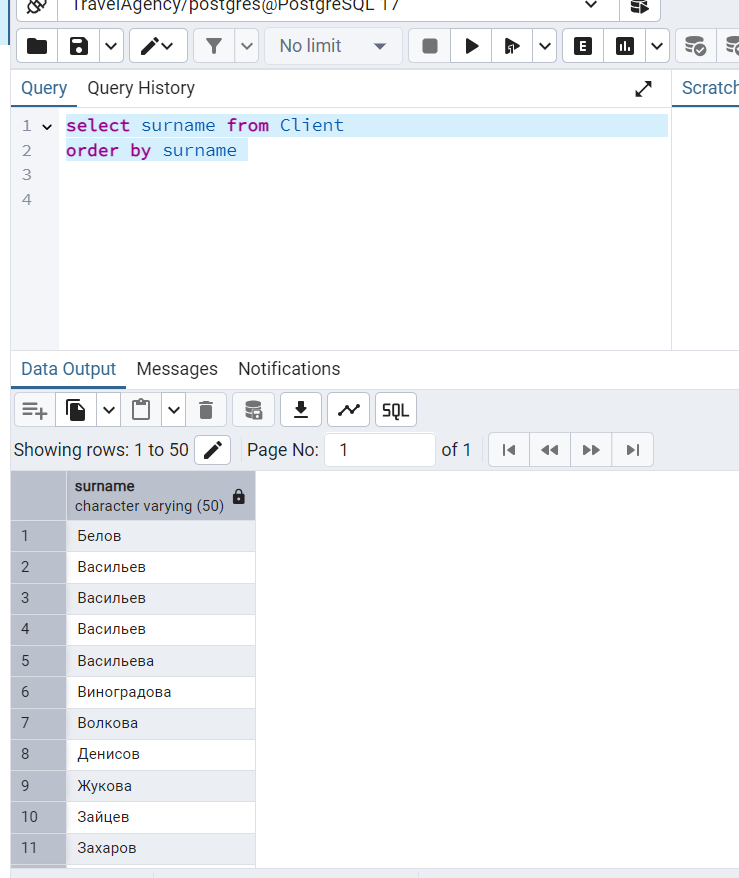 TravelAgency/postgres@PostgreSQL 17
No limit
E
Query
Query History
Scratch
1 select surname from Client
2 order by surname
3
4
Data Output
Messages
Notifications
SQL
Showing rows: 1 to 50
Page No: 1 of 1
surname
character varying (50)
1 Белов
2 Васильев
3 Васильев
4 Васильев
5 Васильева
6 Виноградова
7 Волкова
8 Денисов
9 Жукова
10 Зайцев
11 Захаров